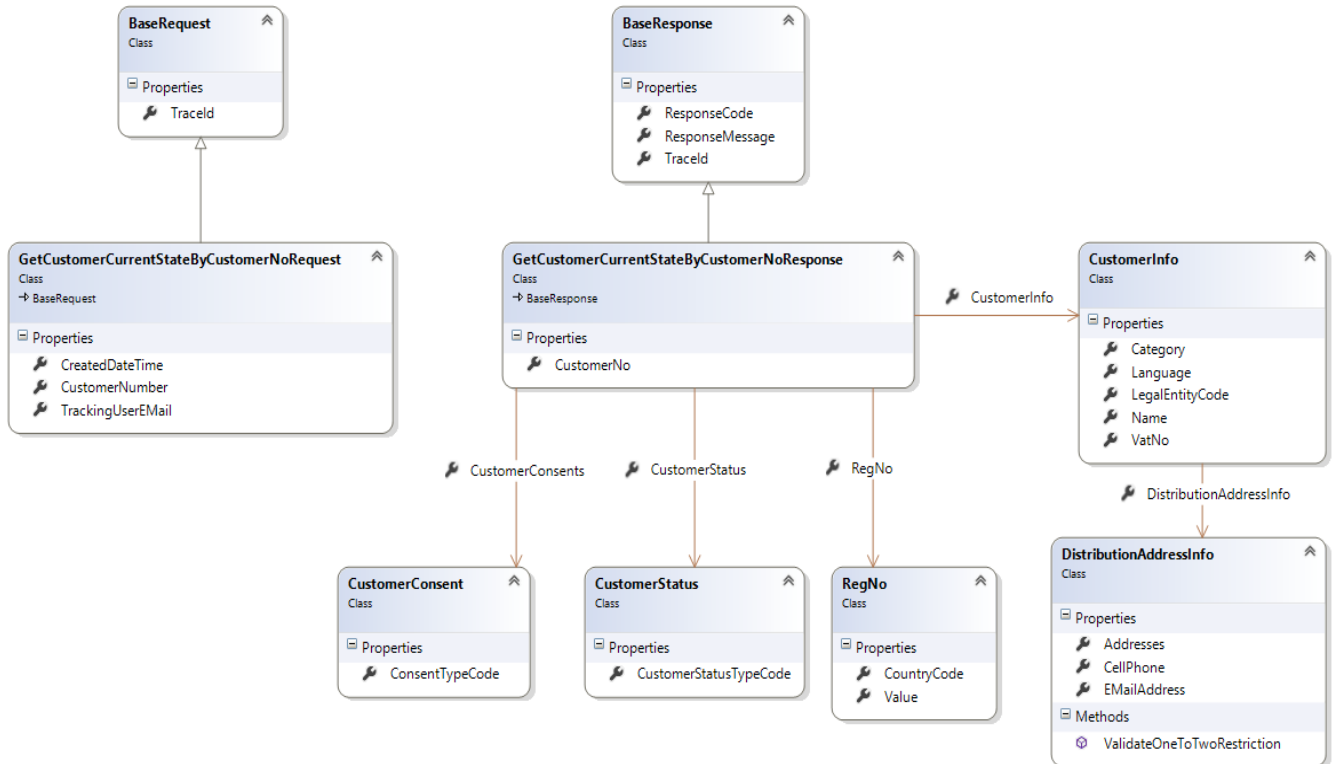 BaseRequest
Class
Properties
TraceId
BaseResponse
Class
Properties
ResponseCode
ResponseMessage
TraceId
GetCustomerCurrentStateByCustomerNoRequest
Class
BaseRequest
Properties
CreatedDateTime
CustomerNumber
TrackingUserEMail
GetCustomerCurrentStateByCustomerNoResponse
Class
BaseResponse
Properties
CustomerNo
CustomerInfo
CustomerInfo
Class
Properties
Category
Language
LegalEntityCode
Name
VatNo
CustomerConsents
CustomerStatus
RegNo
DistributionAddressInfo
CustomerConsent
Class
Properties
ConsentTypeCode
CustomerStatus
Class
Properties
CustomerStatusTypeCode
RegNo
Class
Properties
CountryCode
Value
DistributionAddressInfo
Class
Properties
Addresses
CellPhone
EMailAddress
Methods
ValidateOneToTwoRestriction